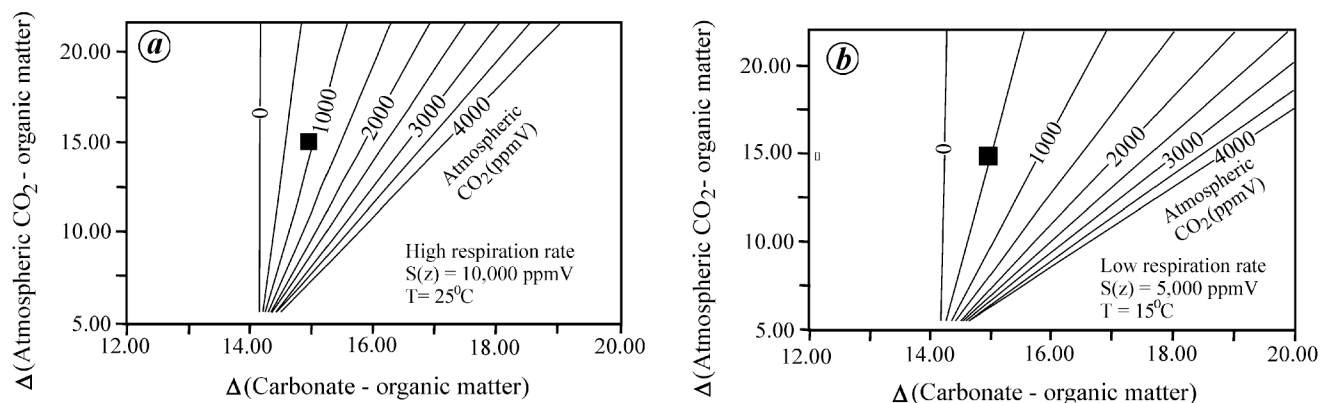 Δ (Atmospheric CO2 - organic matter)
a
20.00
15.00
10.00
5.00
0
1000
2000
3000
4000
Atmospheric
CO2(ppmV)
High respiration rate
S(z) = 10,000 ppmV
T= 25⁰C
12.00 14.00 16.00 18.00 20.00
Δ (Carbonate - organic matter)
Δ(Atmospheric CO2 - organic matter)
b
20.00
15.00
10.00
5.00
0
1000
2000
3000
4000
Atmospheric
CO2(ppmV)
Low respiration rate
S(z) = 5,000 ppmV
T = 15⁰C
12.00 14.00 16.00 18.00 20.00
Δ (Carbonate - organic matter)